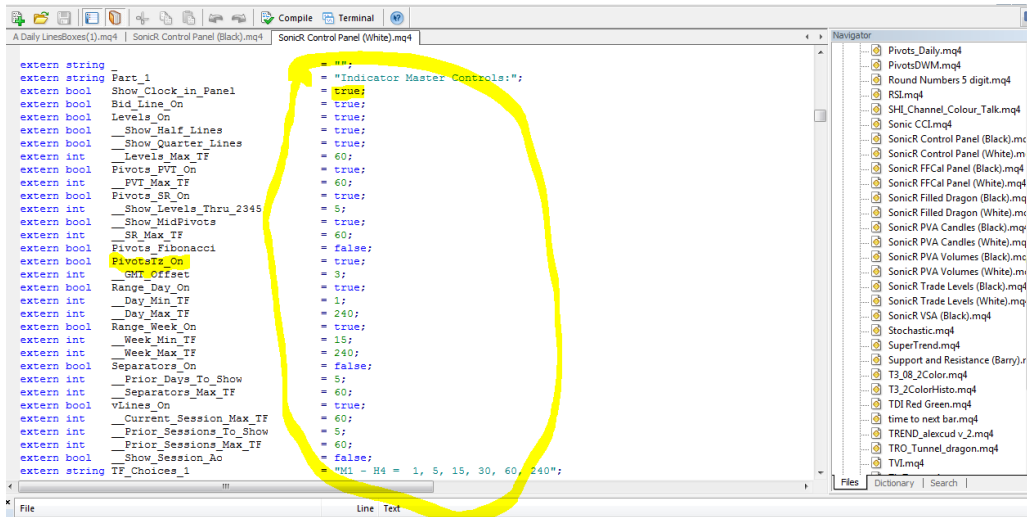 Compile Terminal
A Daily LinesBoxes(1).mq4 | SonicR Control Panel (Black).mq4 SonicR Control Panel (White).mq4
extern string _ = "";
extern string Part_1 = "Indicator Master Controls:";
extern bool Show_Clock_in_Panel = true;
extern bool Bid_Line_On = true;
extern bool Levels_On = true;
extern bool __Show_Half_Lines = true;
extern bool __Show_Quarter_Lines = true;
extern int __Levels_Max_TF = 60;
extern bool Pivots_PVT_On = true;
extern int __PVT_Max_TF = 60;
extern bool Pivots_SR_On = true;
extern int __Show_Levels_Thru_2345 = 5;
extern bool __Show_MidPivots = true;
extern int __SR_Max_TF = 60;
extern bool Pivots_Fibonacci = false;
extern bool PivotsTz_On = true;
extern int __GMT_Offset = 3;
extern bool Range_Day_On = true;
extern int __Day_Min_TF = 1;
extern int __Day_Max_TF = 240;
extern bool Range_Week_On = true;
extern int __Week_Min_TF = 15;
extern int __Week_Max_TF = 240;
extern bool Separators_On = false;
extern int __Prior_Days_To_Show = 5;
extern int __Separators_Max_TF = 60;
extern bool vLines_On = true;
extern int __Current_Session_Max_TF = 60;
extern int __Prior_Sessions_To_Show = 5;
extern int __Prior_Sessions_Max_TF = 60;
extern bool __Show_Session_Ao = false;
extern string TF_Choices_1 = "M1 - H4 = 1, 5, 15, 30, 60, 240";
File Line Text
Navigator
Pivots_Daily.mq4
PivotsDWM.mq4
Round Numbers 5 digit.mq4
RSI.mq4
SHI_Channel_Colour_Talk.mq4
Sonic CCI.mq4
SonicR Control Panel (Black).mq
SonicR Control Panel (White).m
SonicR FFCal Panel (Black).mq4
SonicR FFCal Panel (White).mq4
SonicR Filled Dragon (Black).mq
SonicR Filled Dragon (White).mq
SonicR PVA Candles (Black).mq4
SonicR PVA Candles (White).mq
SonicR PVA Volumes (Black).mq
SonicR PVA Volumes (White).m
SonicR Trade Levels (Black).mq4
SonicR Trade Levels (White).mq
SonicR VSA (Black).mq4
Stochastic.mq4
SuperTrend.mq4
Support and Resistance (Barry).r
T3_08_2Color.mq4
T3_2ColorHisto.mq4
TDI Red Green.mq4
time to next bar.mq4
TREND_alexcud v_2.mq4
TRO_Tunnel_dragon.mq4
TVI.mq4
Files Dictionary | Search |